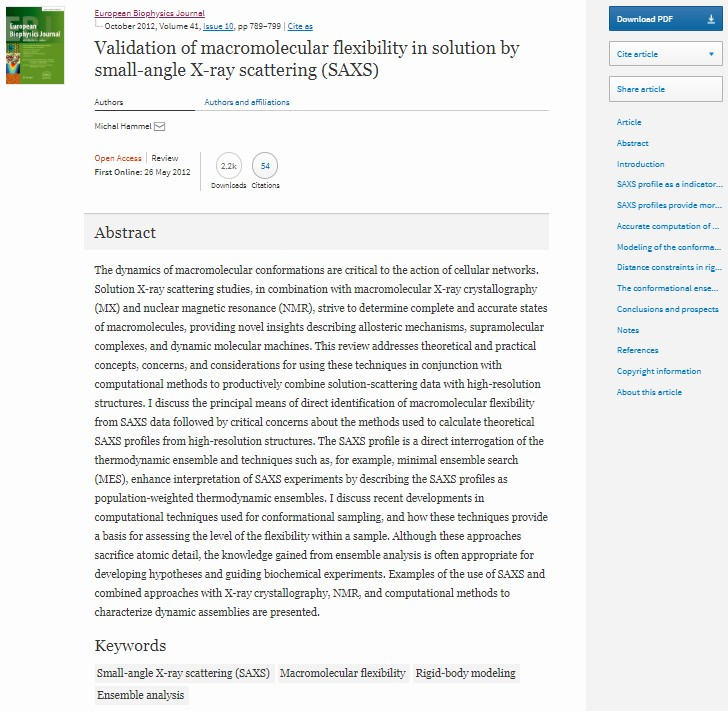 European
Biophysics Journal
European Biophysics Journal
October 2012, Volume 41, Issue 10, pp 789–799 | Cite as
Validation of macromolecular flexibility in solution by
small-angle X-ray scattering (SAXS)
Authors
Authors and affiliations
Michal Hammel
Open Access
Review
First Online: 26 May 2012
2.2k
Downloads
54
Citations
Abstract
The dynamics of macromolecular conformations are critical to the action of cellular networks.
Solution X-ray scattering studies, in combination with macromolecular X-ray crystallography
(MX) and nuclear magnetic resonance (NMR), strive to determine complete and accurate states
of macromolecules, providing novel insights describing allosteric mechanisms, supramolecular
complexes, and dynamic molecular machines. This review addresses theoretical and practical
concepts, concerns, and considerations for using these techniques in conjunction with
computational methods to productively combine solution-scattering data with high-resolution
structures. I discuss the principal means of direct identification of macromolecular flexibility
from SAXS data followed by critical concerns about the methods used to calculate theoretical
SAXS profiles from high-resolution structures. The SAXS profile is a direct interrogation of the
thermodynamic ensemble and techniques such as, for example, minimal ensemble search
(MES), enhance interpretation of SAXS experiments by describing the SAXS profiles as
population-weighted thermodynamic ensembles. I discuss recent developments in
computational techniques used for conformational sampling, and how these techniques provide
a basis for assessing the level of the flexibility within a sample. Although these approaches
sacrifice atomic detail, the knowledge gained from ensemble analysis is often appropriate for
developing hypotheses and guiding biochemical experiments. Examples of the use of SAXS and
combined approaches with X-ray crystallography, NMR, and computational methods to
characterize dynamic assemblies are presented.
Keywords
Small-angle X-ray scattering (SAXS) Macromolecular flexibility Rigid-body modeling
Ensemble analysis
Download PDF
Cite article
Share article
Article
Abstract
Introduction
SAXS profile as a indicator...
SAXS profiles provide mor...
Accurate computation of ...
Modeling of the conforma...
Distance constraints in rig...
The conformational ense...
Conclusions and prospects
Notes
References
Copyright information
About this article